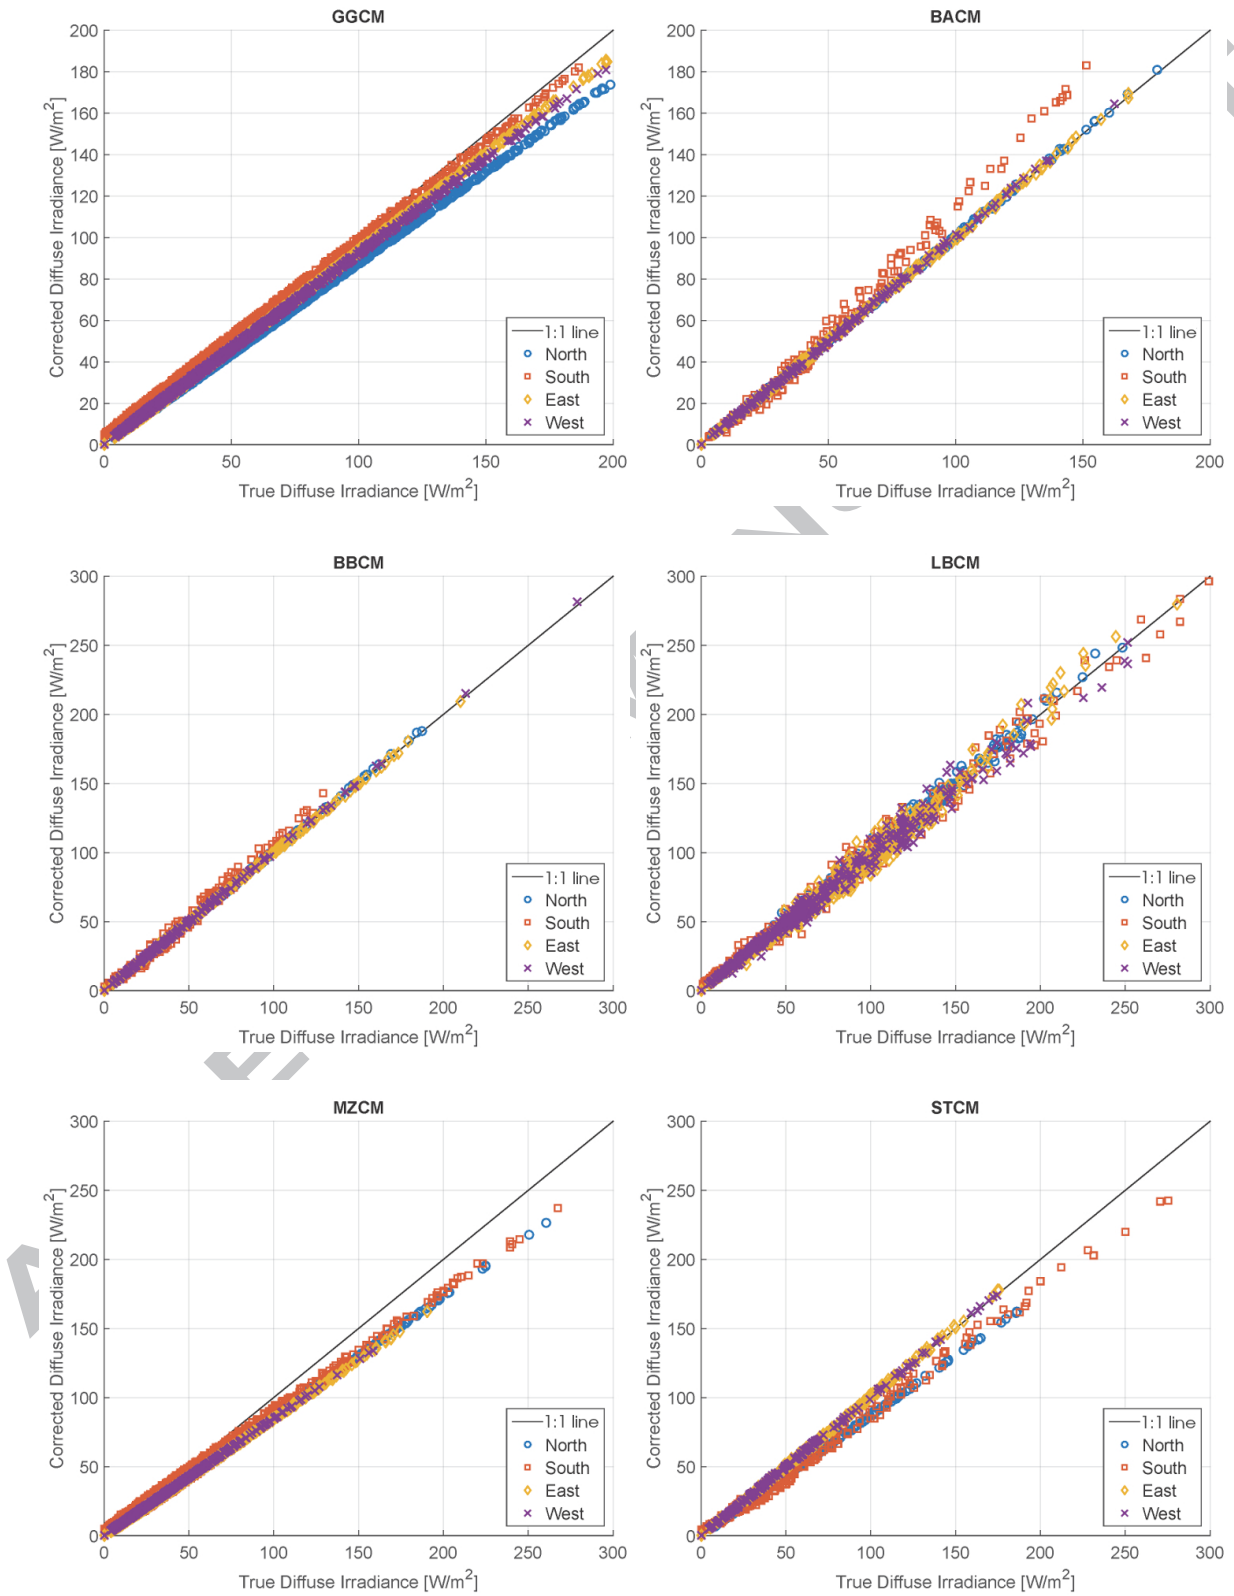 GGCM
200
180
160
140
120
100
80
60
40
20
0
0 50 100 150 200
Corrected Diffuse Irradiance [W/m²]
True Diffuse Irradiance [W/m²]
1:1 line
North
South
East
West
BACM
200
180
160
140
120
100
80
60
40
20
0
0 50 100 150 200
Corrected Diffuse Irradiance [W/m²]
True Diffuse Irradiance [W/m²]
1:1 line
North
South
East
West
BBCM
300
250
200
150
100
50
0
0 50 100 150 200 250 300
Corrected Diffuse Irradiance [W/m²]
True Diffuse Irradiance [W/m²]
1:1 line
North
South
East
West
LBCM
300
250
200
150
100
50
0
0 50 100 150 200 250 300
Corrected Diffuse Irradiance [W/m²]
True Diffuse Irradiance [W/m²]
1:1 line
North
South
East
West
MZCM
300
250
200
150
100
50
0
0 50 100 150 200 250 300
Corrected Diffuse Irradiance [W/m²]
True Diffuse Irradiance [W/m²]
1:1 line
North
South
East
West
STCM
300
250
200
150
100
50
0
0 50 100 150 200 250 300
Corrected Diffuse Irradiance [W/m²]
True Diffuse Irradiance [W/m²]
1:1 line
North
South
East
West